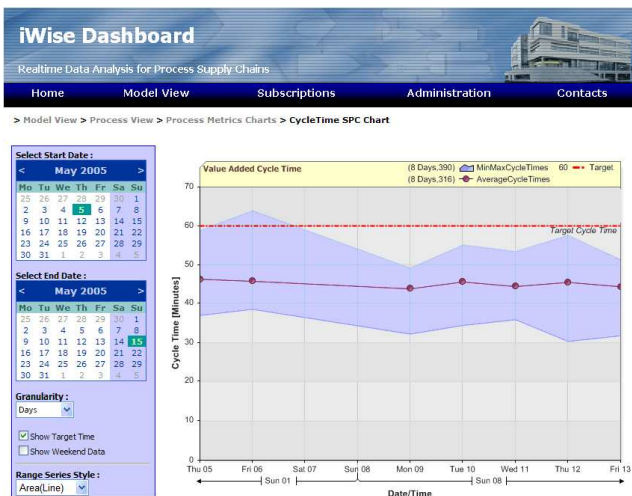 iWise Dashboard
Realtime Data Analysis for Process Supply Chains
Home Model View Subscriptions Administration Contacts
> Model View > Process View > Process Metrics Charts > CycleTime SPC Chart
Select Start Date :
< May 2005 >
Mo Tu We Th Fr Sa Su
25 26 27 28 29 30 1
2 3 4 5 6 7 8
9 10 11 12 13 14 15
16 17 18 19 20 21 22
23 24 25 26 27 28 29
30 31 1 2 3 4 5
Select End Date :
< May 2005 >
Mo Tu We Th Fr Sa Su
25 26 27 28 29 30 1
2 3 4 5 6 7 8
9 10 11 12 13 14 15
16 17 18 19 20 21 22
23 24 25 26 27 28 29
30 31 1 2 3 4 5
Granularity :
Days
Show Target Time
Show Weekend Data
Range Series Style :
Area(Line)
Value Added Cycle Time
(8 Days,390) MinMaxCycleTimes 60 Target
(8 Days,316) AverageCycleTimes
Target Cycle Time
Cycle Time [Minutes]
70
60
50
40
30
20
10
0
Thu 05 Fri 06 Sat 07 Sun 08 Mon 09 Tue 10 Wed 11 Thu 12 Fri 13
Sun 01 Sun 08
Date/Time